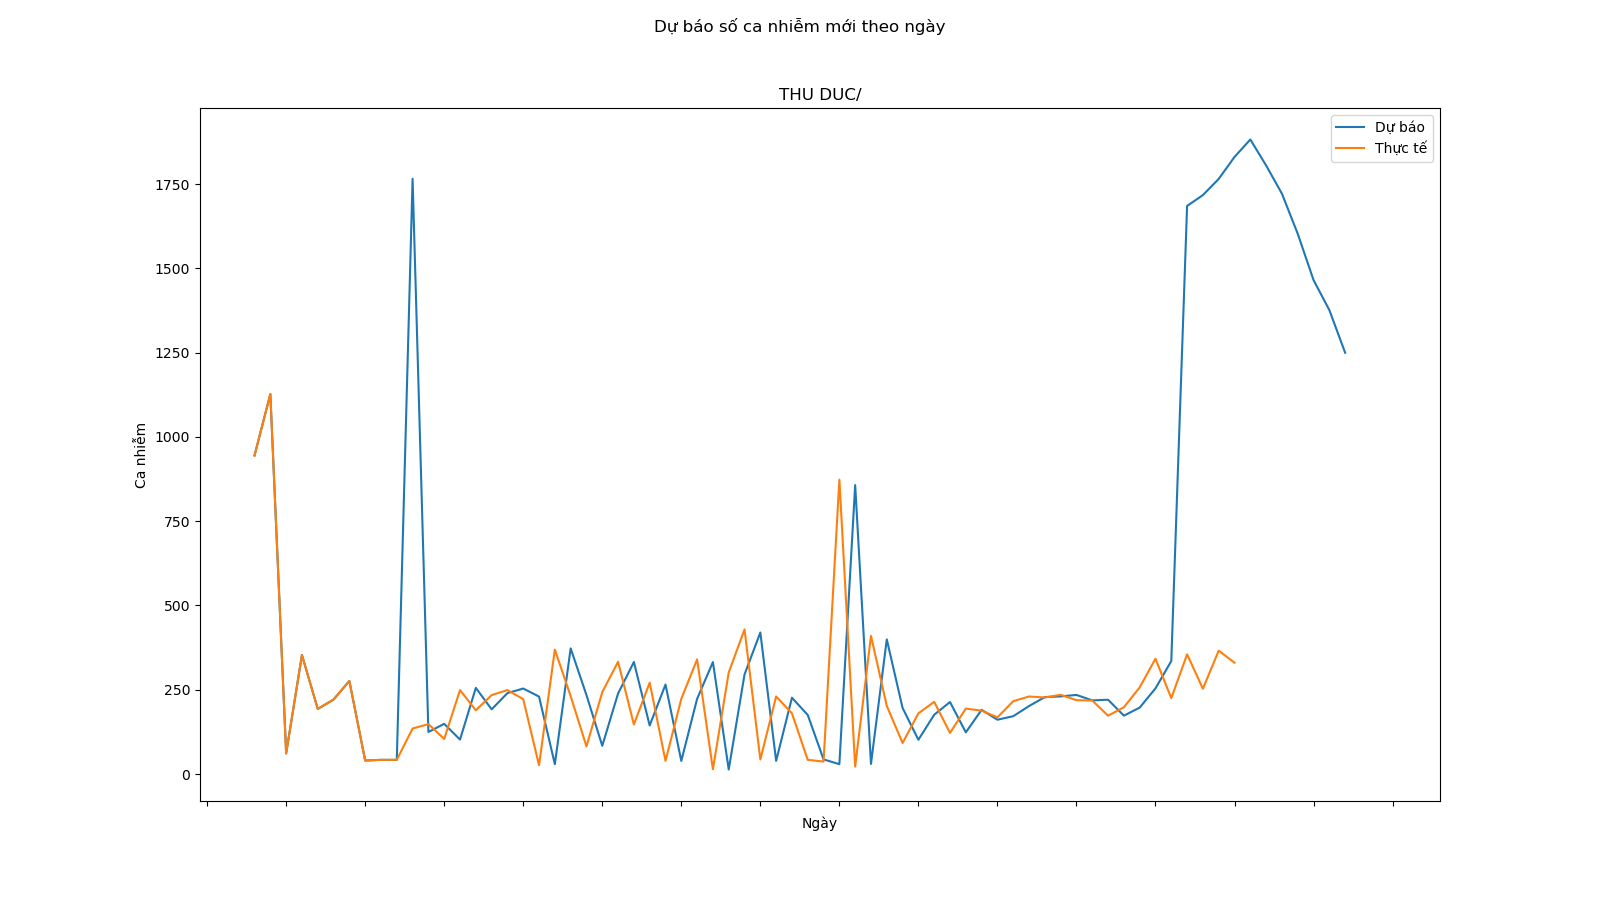 Dự báo số ca nhiễm mới theo ngày
THU DUC/
Dự báo
Thực tế
1750
1500
1250
1000
750
500
250
0
Ca nhiễm
Ngày